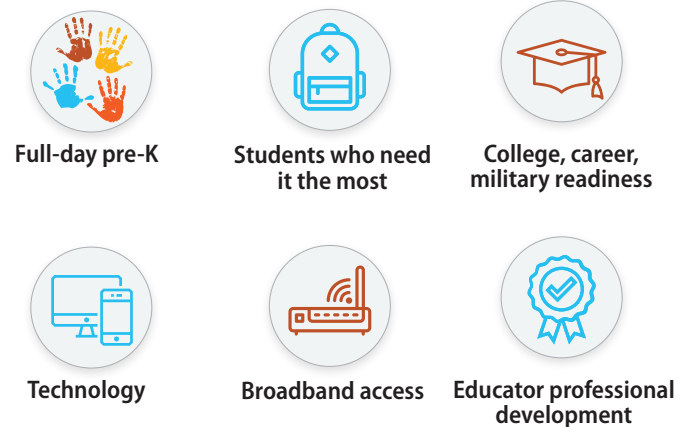 Full-day pre-K
Students who need
it the most
College, career,
military readiness
Technology
Broadband access
Educator professional
development